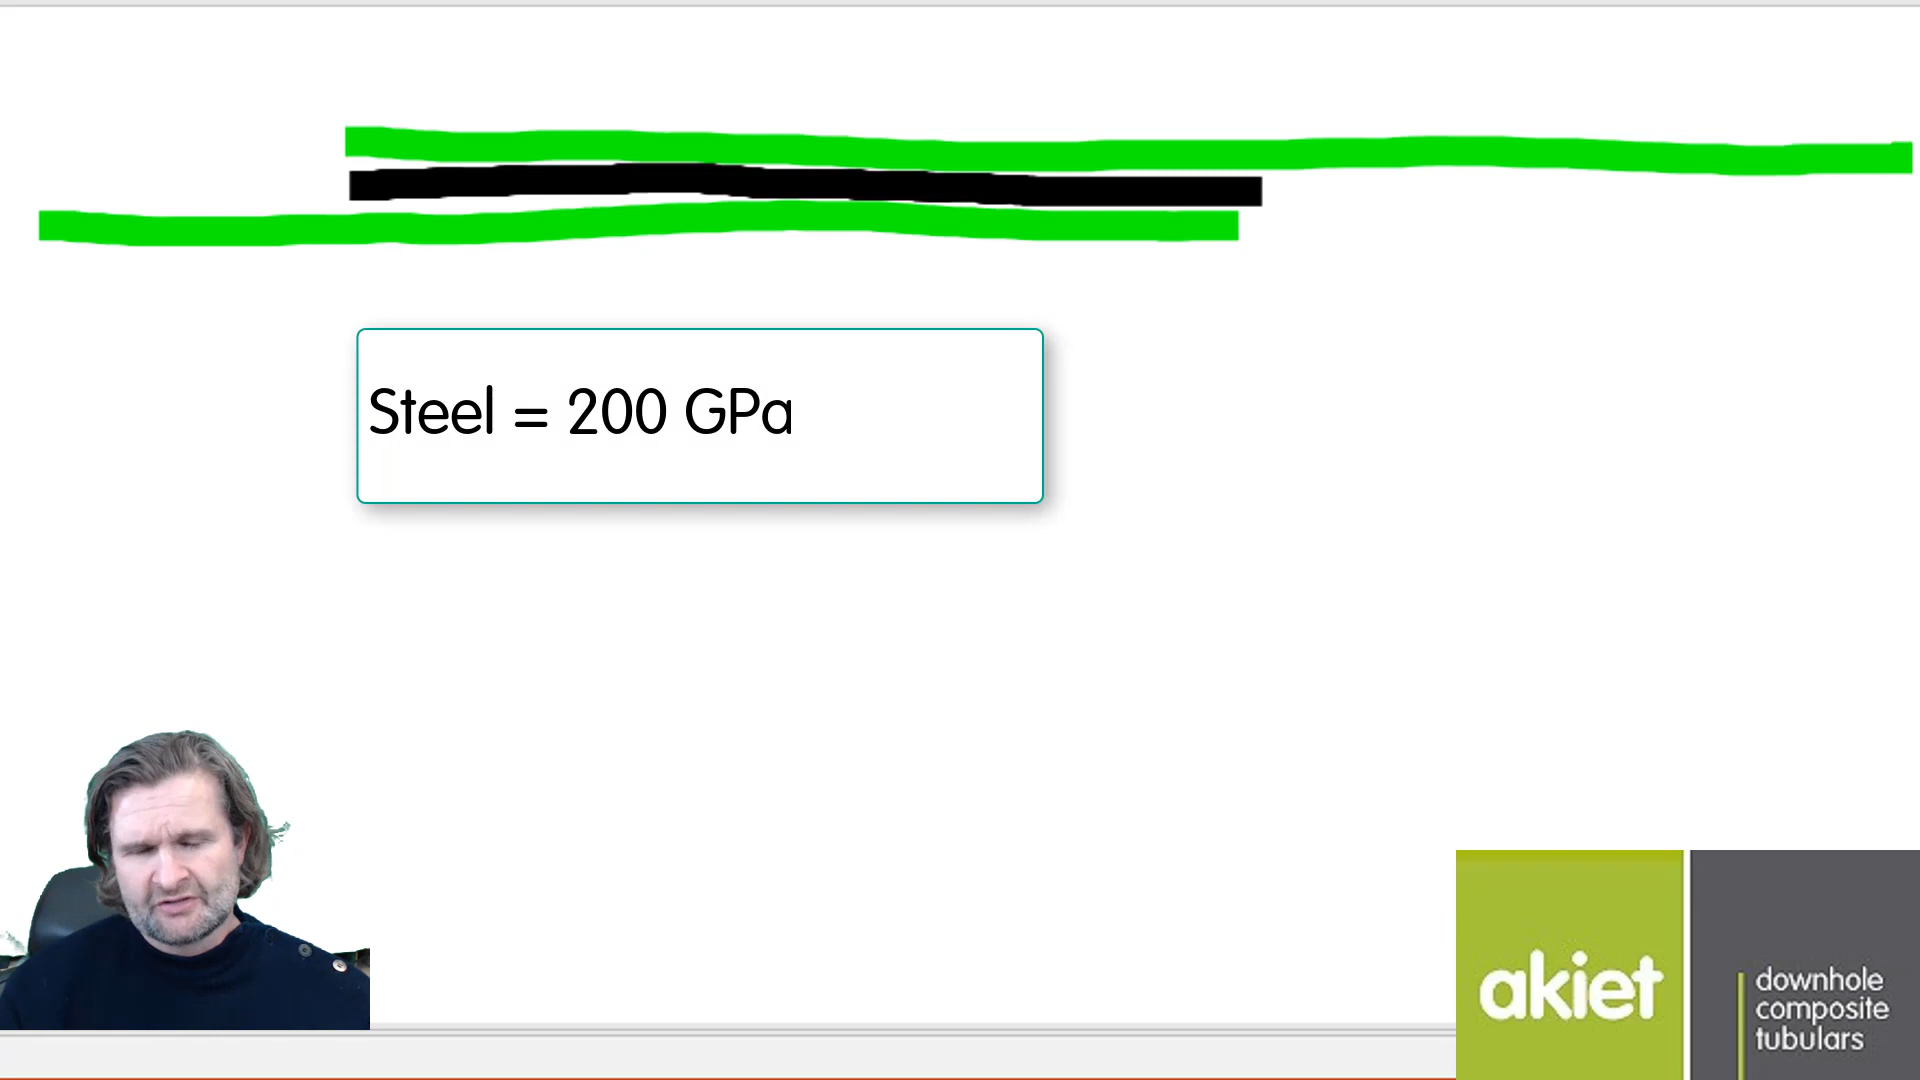 Steel = 200 GPa
akiet
downhole
composite
tubulars